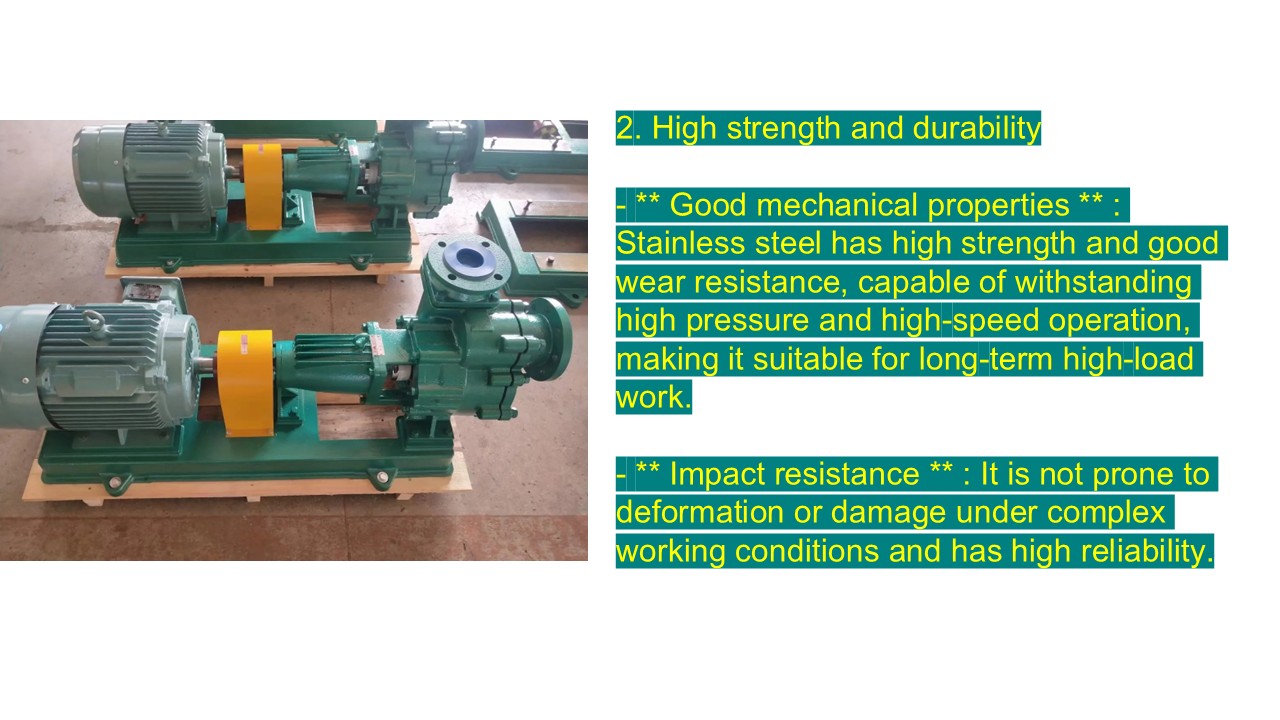 2. High strength and durability
- ** Good mechanical properties ** :
Stainless steel has high strength and good
wear resistance, capable of withstanding
high pressure and high-speed operation,
making it suitable for long-term high-load
work.
- ** Impact resistance ** : It is not prone to
deformation or damage under complex
working conditions and has high reliability.